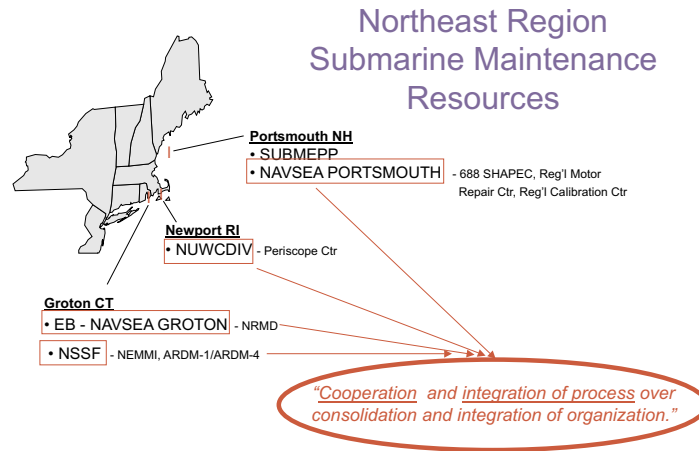 Northeast Region
Submarine Maintenance
Resources
Portsmouth NH
• SUBMEPP
• NAVSEA PORTSMOUTH - 688 SHAPEC, Reg'l Motor
Repair Ctr, Reg'l Calibration Ctr
Newport RI
• NUWCDIV - Periscope Ctr
Groton CT
• EB - NAVSEA GROTON - NRMD
• NSSF - NEMMI, ARDM-1/ARDM-4
“Cooperation and integration of process over
consolidation and integration of organization.”